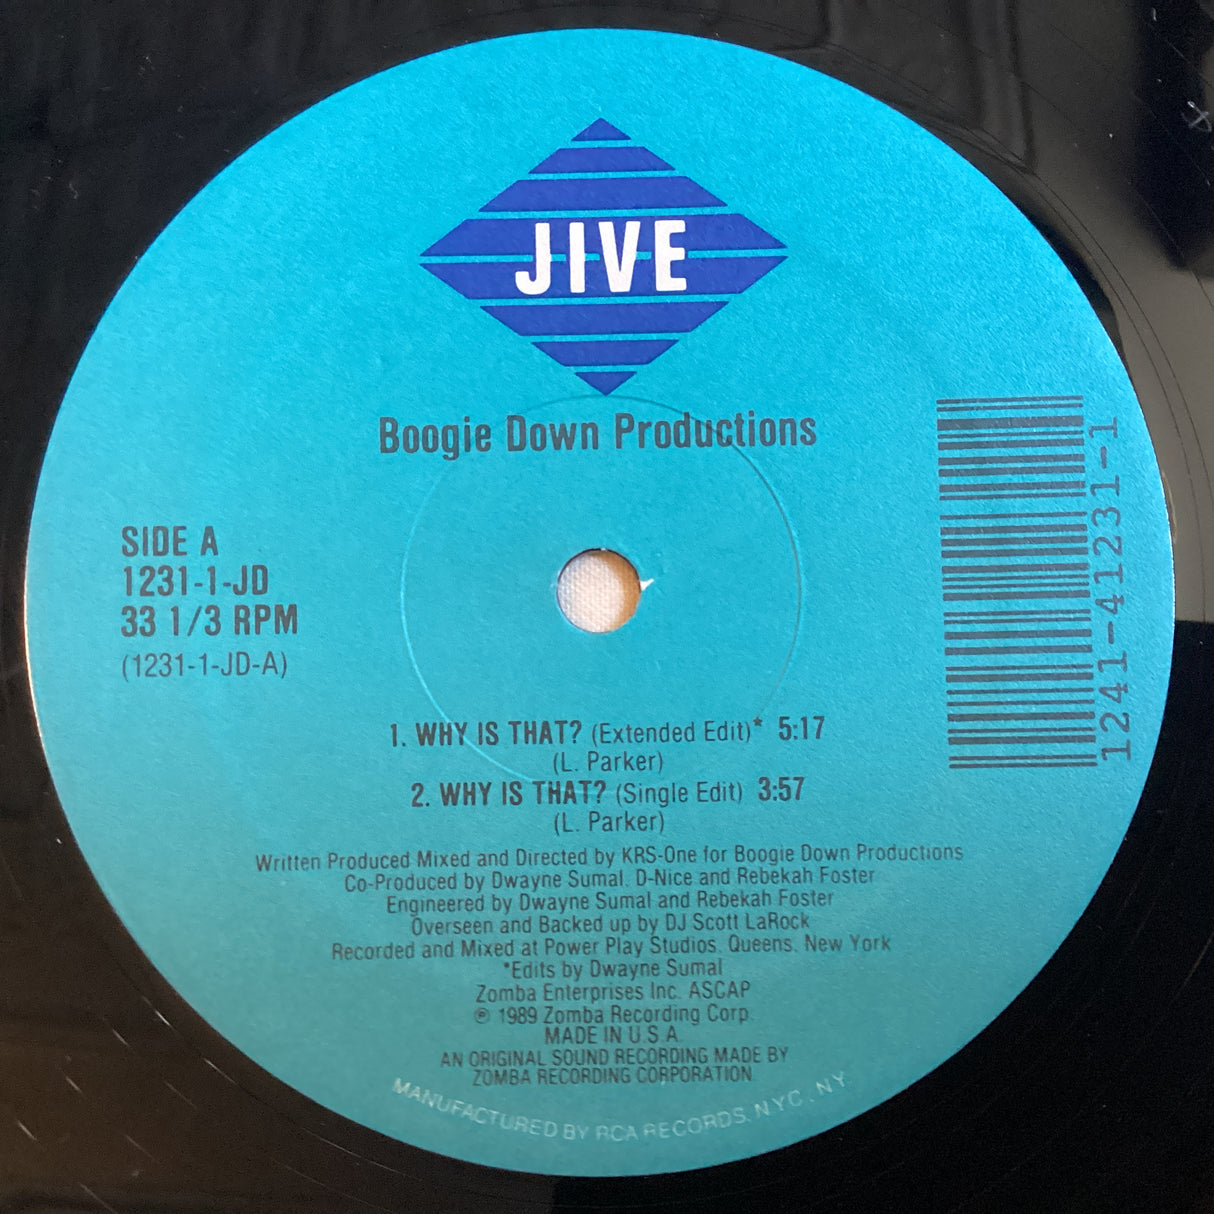 JIVE
Boogie Down Productions
SIDE A
1231-1-JD
33 1/3 RPM
(1231-1-JD-A)
1241-41231-1
1. WHY IS THAT? (Extended Edit)* 5:17
(L. Parker)
2. WHY IS THAT? (Single Edit) 3:57
(L. Parker)
Written Produced Mixed and Directed by KRS-One for Boogie Down Productions
Co-Produced by Dwayne Sumal, D-Nice and Rebekah Foster
Engineered by Dwayne Sumal and Rebekah Foster
Overseen and Backed up by DJ Scott LaRock
Recorded and Mixed at Power Play Studios, Queens, New York
*Edits by Dwayne Sumal
Zomba Enterprises Inc. ASCAP
℗ 1989 Zomba Recording Corp.
MADE IN U.S.A.
AN ORIGINAL SOUND RECORDING MADE BY
ZOMBA RECORDING CORPORATION.
MANUFACTURED BY RCA RECORDS, NYC, NY